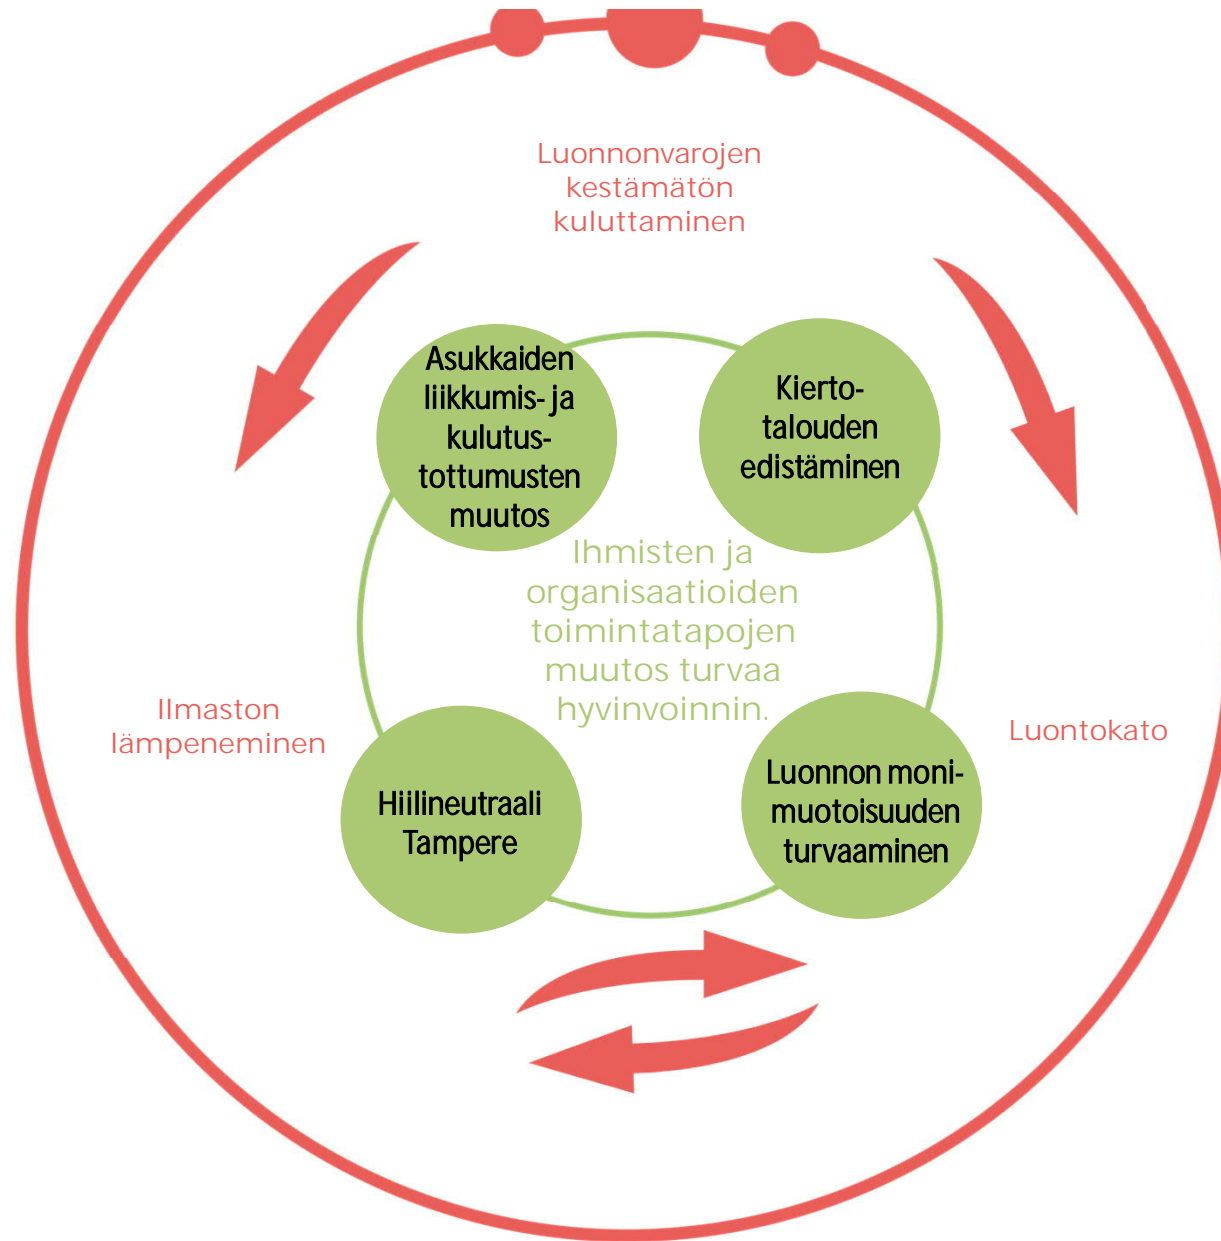 Luonnonvarojen
kestämätön
kuluttaminen
Asukkaiden
liikkumis- ja
kulutus-
tottumusten
muutos
Kierto-
talouden
edistäminen
Ihmisten ja
organisaatioiden
toimintatapojen
muutos turvaa
hyvinvoinnin.
Ilmaston
lämpeneminen
Luontokato
Hiilineutraali
Tampere
Luonnon moni-
muotoisuuden
turvaaminen